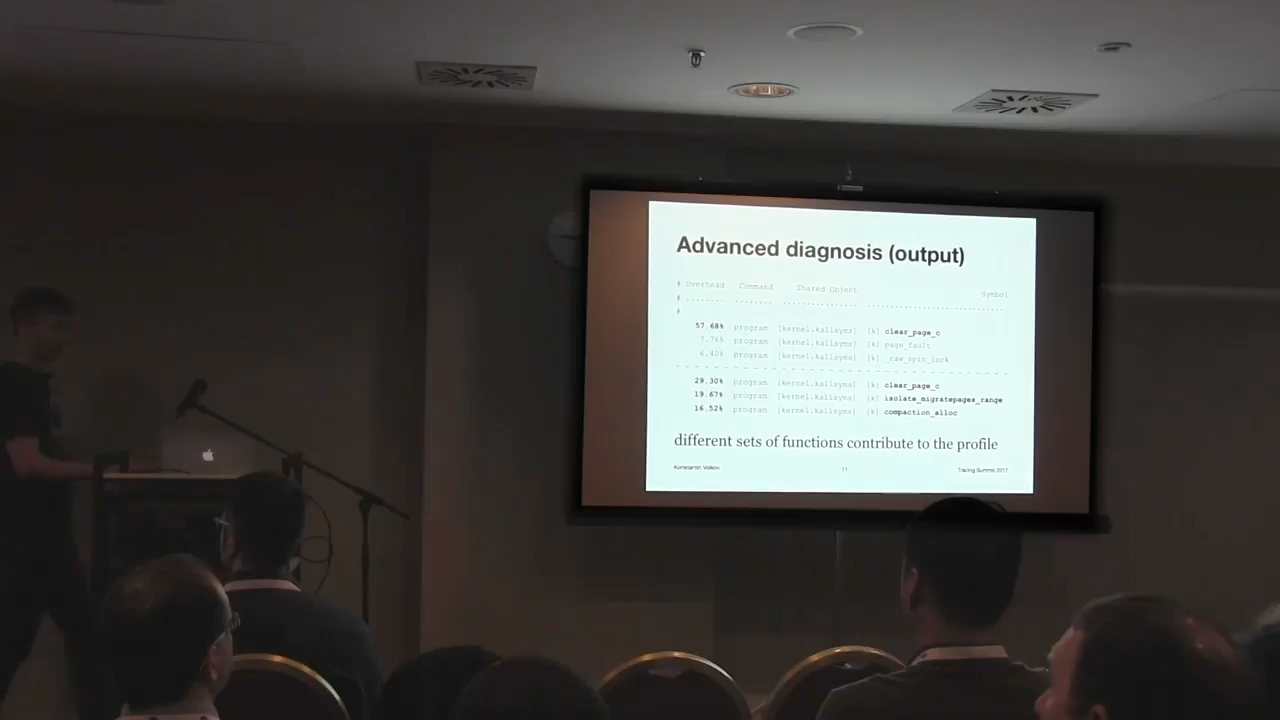 Advanced diagnosis (output)
# Overhead Command Shared Object Symbol
# ........ ........ ................. ..............................
#
57.68% program [kernel.kallsyms] [k] clear_page_c
7.76% program [kernel.kallsyms] [k] page_fault
6.40% program [kernel.kallsyms] [k] _raw_spin_lock
29.30% program [kernel.kallsyms] [k] clear_page_c
19.67% program [kernel.kallsyms] [k] isolate_migratepages_range
16.52% program [kernel.kallsyms] [k] compaction_alloc
different sets of functions contribute to the profile
Konstantin Volkov 11 Tracing Summit 2017